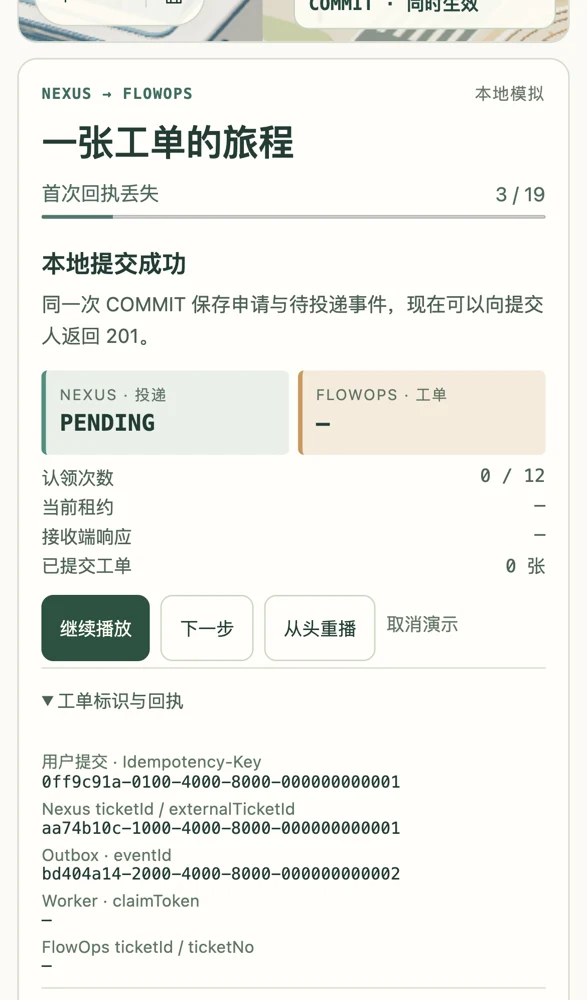 COMMIT · 同时生效
NEXUS → FLOWOPS
本地模拟
一张工单的旅程
首次回执丢失
3 / 19
本地提交成功
同一次 COMMIT 保存申请与待投递事件，现在可以向提交
人返回 201。
NEXUS · 投递
PENDING
FLOWOPS · 工单
—
认领次数
0 / 12
当前租约
—
接收端响应
—
已提交工单
0 张
继续播放
下一步
从头重播
取消演示
▼工单标识与回执
用户提交 · Idempotency-Key
0ff9c91a-0100-4000-8000-000000000001
Nexus ticketId / externalTicketId
aa74b10c-1000-4000-8000-000000000001
Outbox · eventId
bd404a14-2000-4000-8000-000000000002
Worker · claimToken
—
FlowOps ticketId / ticketNo
—